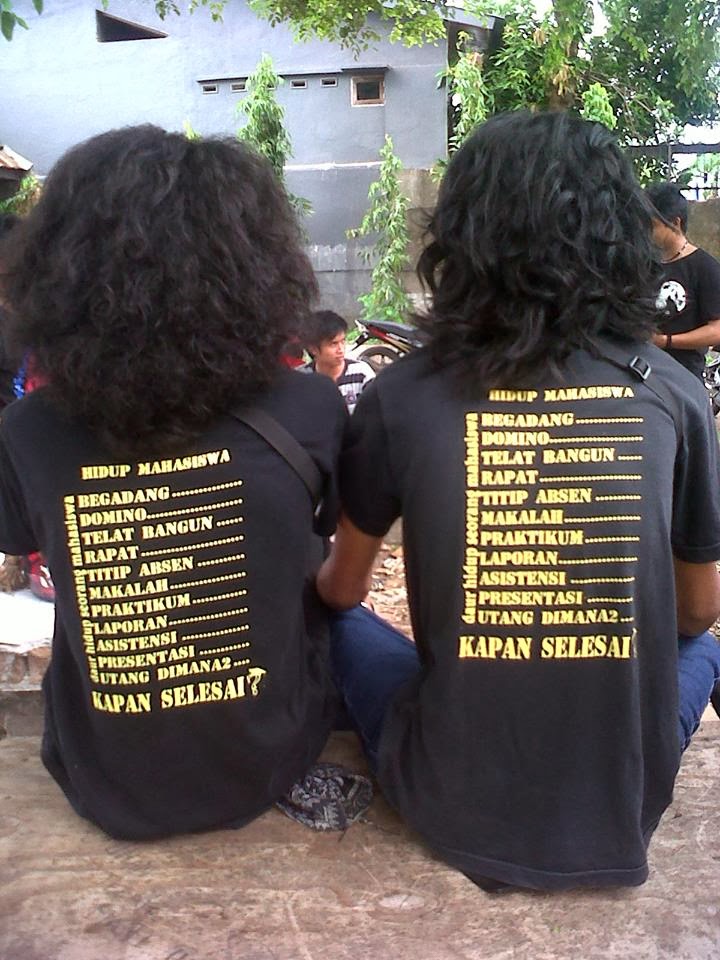 HIDUP MAHASISWA
daur hidup seorang mahasiswa
BEGADANG..............
DOMINO....................
TELAT BANGUN ......
RAPAT.....................
TITIP ABSEN ...........
MAKALAH................
PRAKTIKUM............
LAPORAN.................
ASISTENSI ...............
PRESENTASI ...........
UTANG DIMANA2 ...
KAPAN SELESAI?
HIDUP MAHASISWA
daur hidup seorang mahasiswa
BEGADANG..............
DOMINO....................
TELAT BANGUN ......
RAPAT.....................
TITIP ABSEN ...........
MAKALAH................
PRAKTIKUM............
LAPORAN.................
ASISTENSI ...............
PRESENTASI ...........
UTANG DIMANA2 ...
KAPAN SELESAI